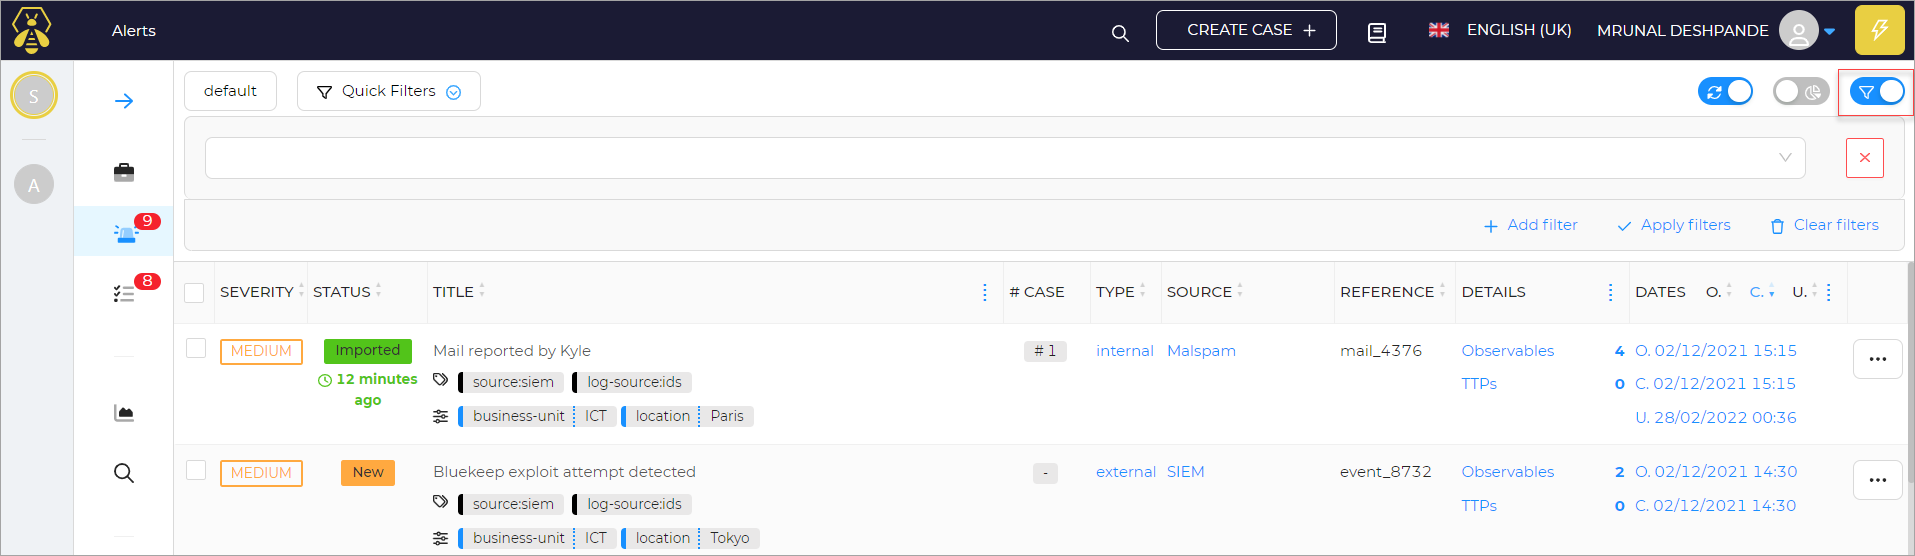 Alerts CREATE CASE + ENGLISH (UK) MRUNAL DESHPANDE
S default Quick Filters
A
9
Add filter Apply filters Clear filters
8
SEVERITY STATUS TITLE # CASE TYPE SOURCE REFERENCE DETAILS DATES O. C. U.
MEDIUM Imported Mail reported by Kyle # 1 internal Malspam mail_4376 Observables 4 O. 02/12/2021 15:15
12 minutes ago source:siem log-source:ids TTPs 0 C. 02/12/2021 15:15
business-unit ICT location Paris U. 28/02/2022 00:36
MEDIUM New Bluekeep exploit attempt detected - external SIEM event_8732 Observables 2 O. 02/12/2021 14:30
source:siem log-source:ids TTPs 0 C. 02/12/2021 14:30
business-unit ICT location Tokyo